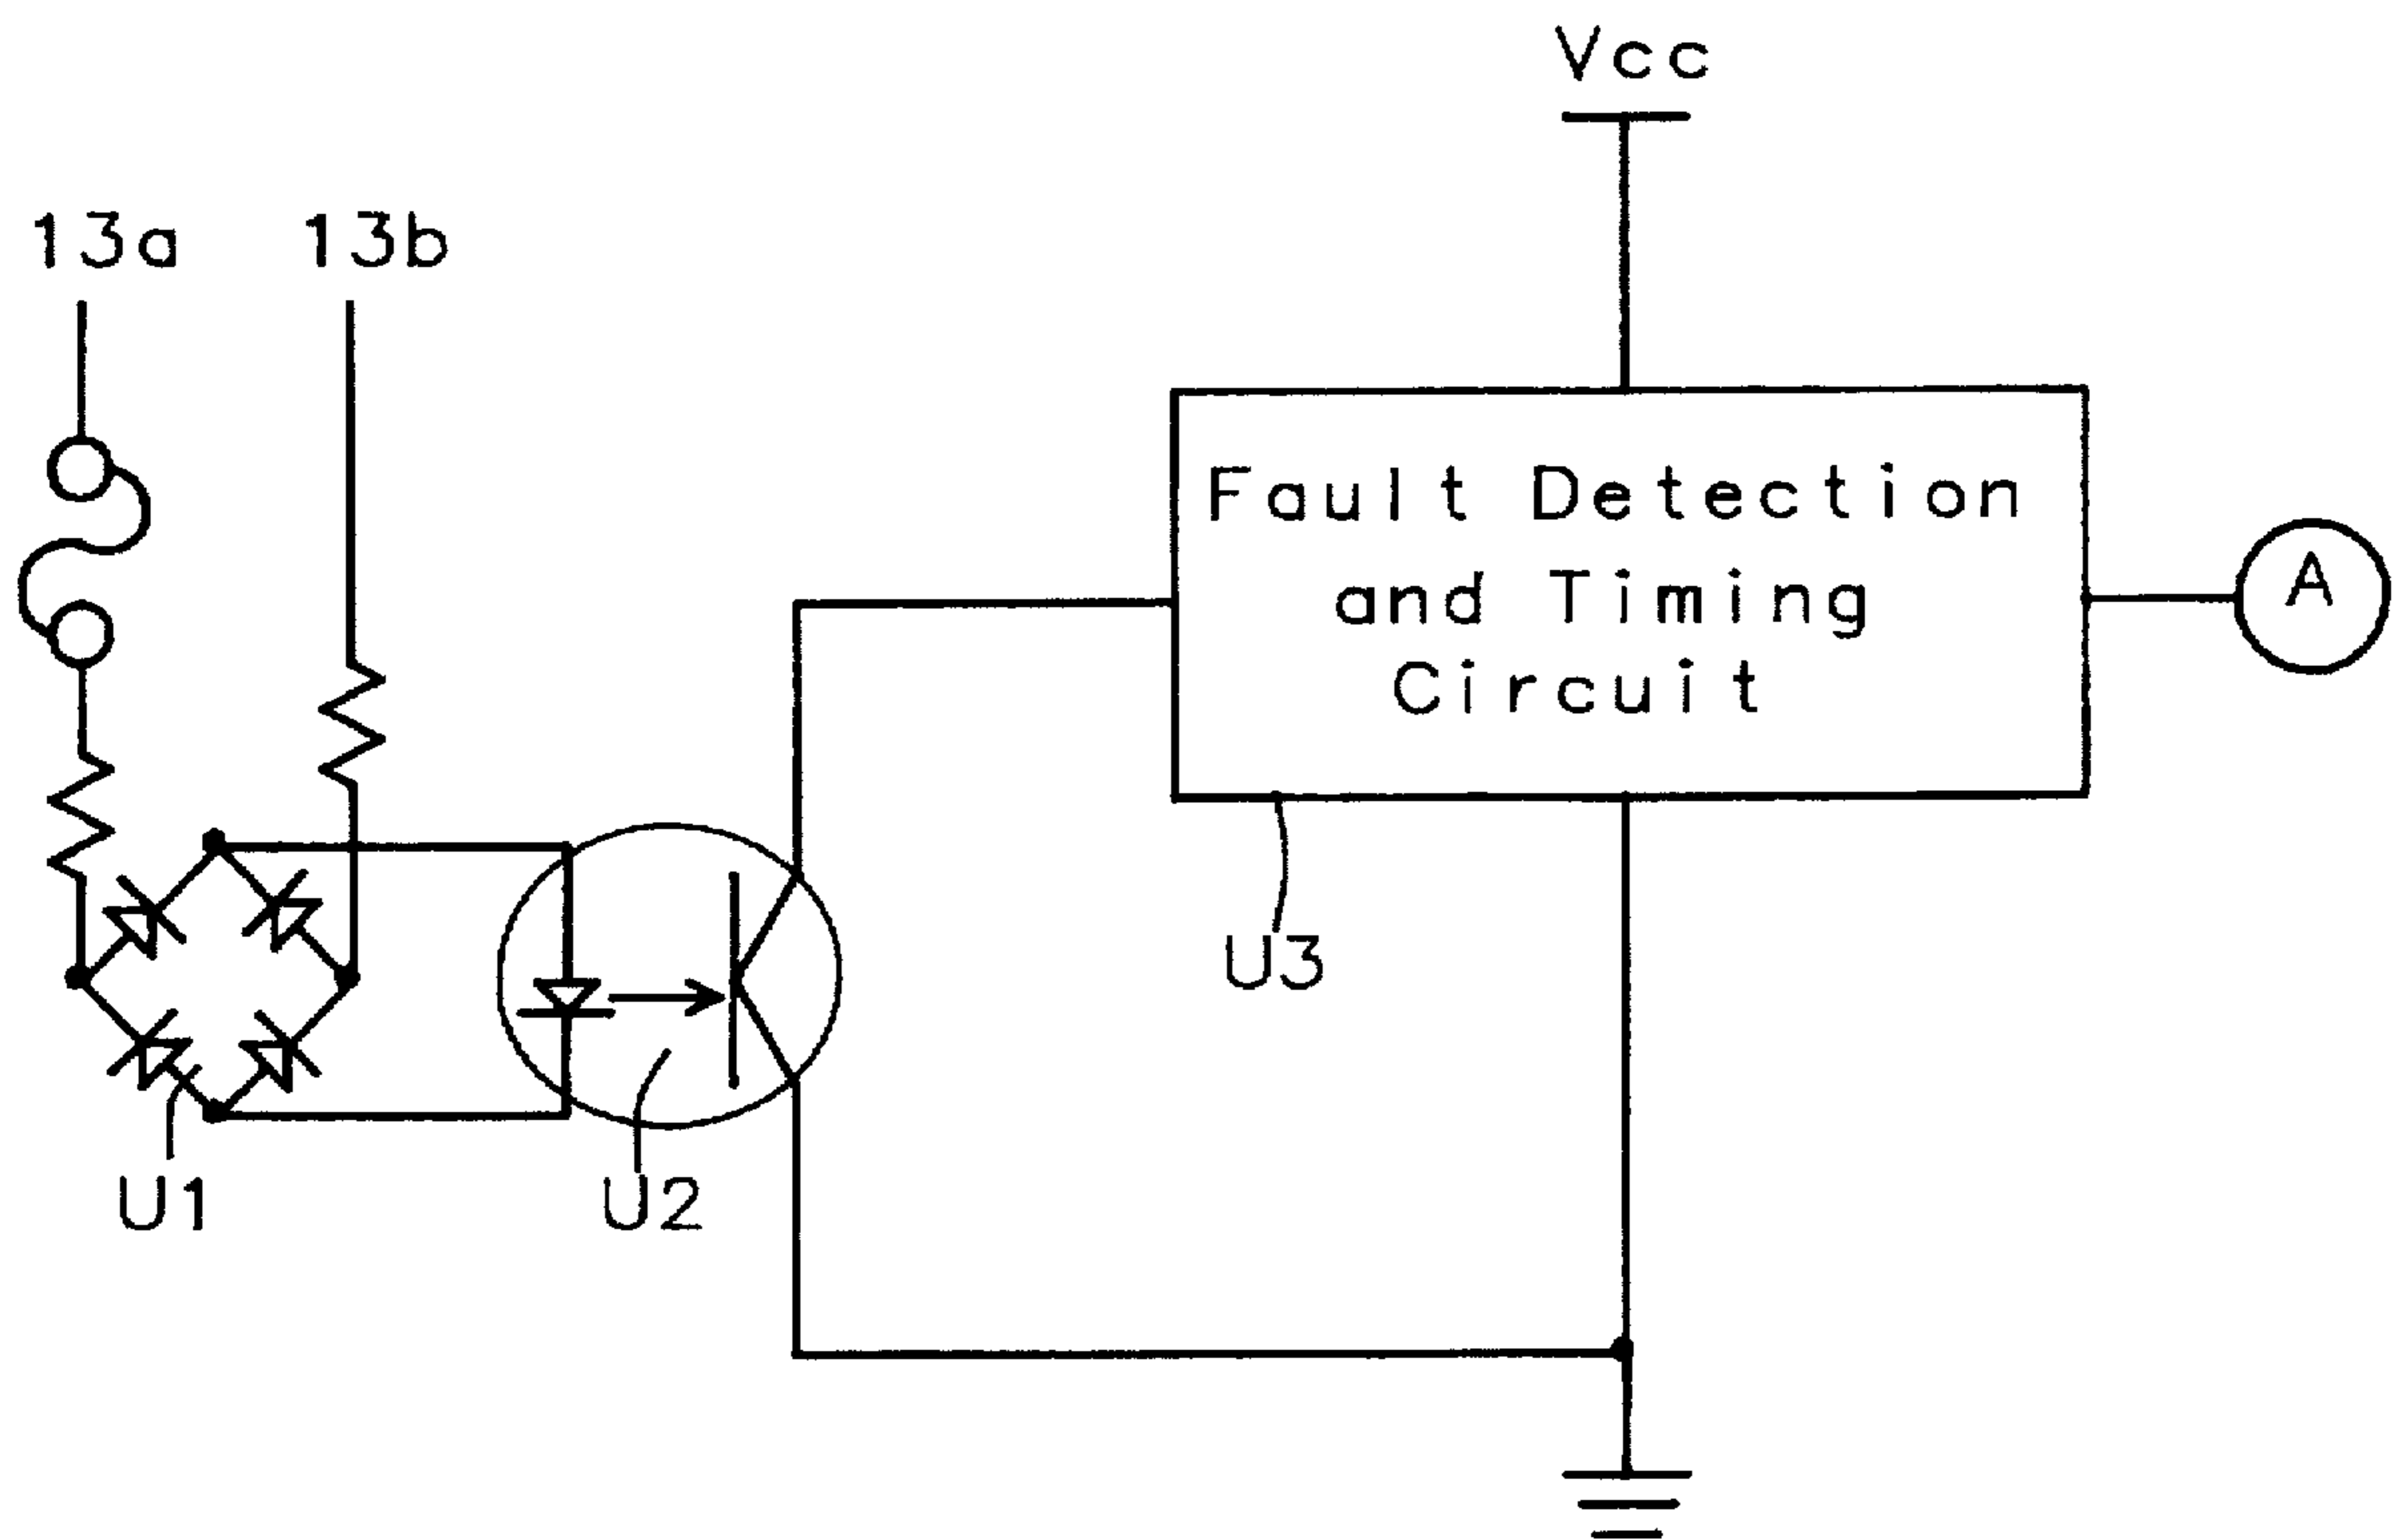 Vcc
13a
13b
Fault Detection
and Timing
Circuit
A
U3
U1
U2